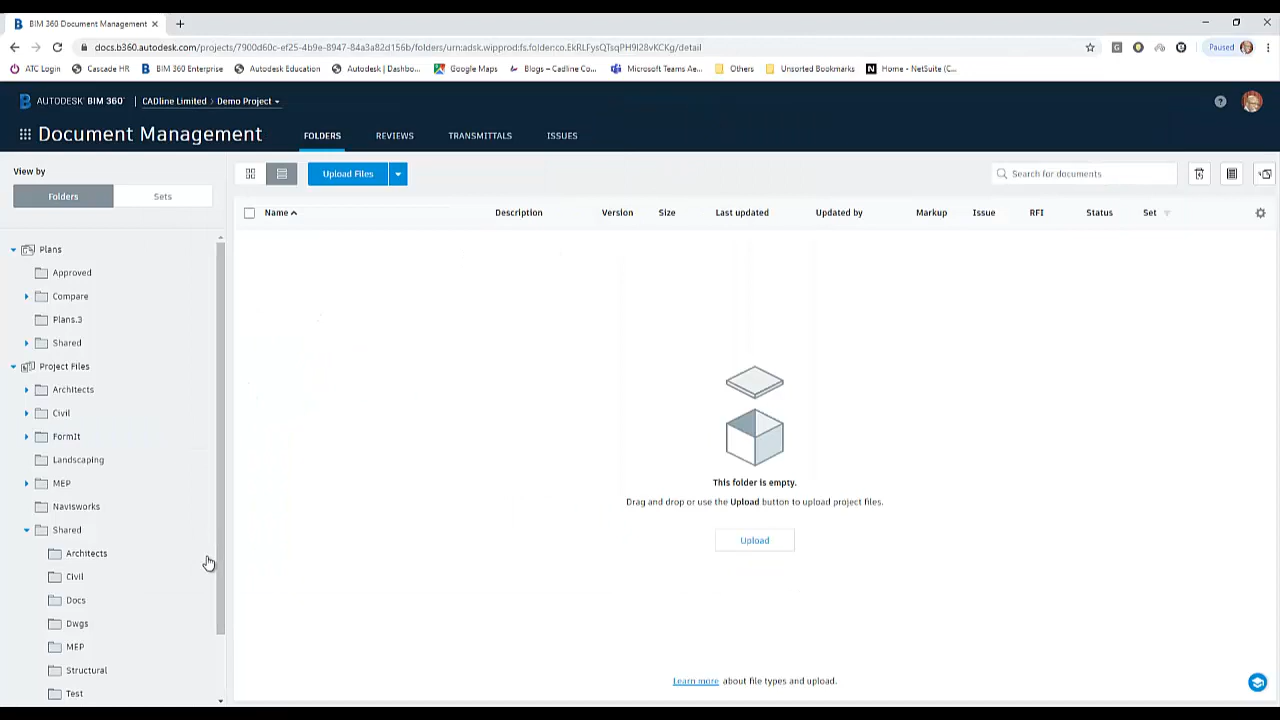 BIM 360 Document Management
docs.b360.autodesk.com/projects/7900d60c-ef25-4b9e-8947-84a3a82d156b/folders/urn:adsk.wipprod:fs.folder:co.EkRLFysQTsqPH9l28vKCKg/detail
Paused
ATC Login
Cascade HR
BIM 360 Enterprise
Autodesk Education
Autodesk | Dashbo...
Google Maps
Blogs – Cadline Co...
Microsoft Teams Ae...
Others
Unsorted Bookmarks
N Home - NetSuite (C...
AUTODESK® BIM 360™ CADline Limited > Demo Project
Document Management
FOLDERS REVIEWS TRANSMITTALS ISSUES
View by
Folders Sets
Upload Files
Search for documents
Name Description Version Size Last updated Updated by Markup Issue RFI Status Set
Plans
Approved
Compare
Plans.3
Shared
Project Files
Architects
Civil
FormIt
Landscaping
MEP
Navisworks
Shared
Architects
Civil
Docs
Dwgs
MEP
Structural
Test
This folder is empty.
Drag and drop or use the Upload button to upload project files.
Upload
Learn more about file types and upload.